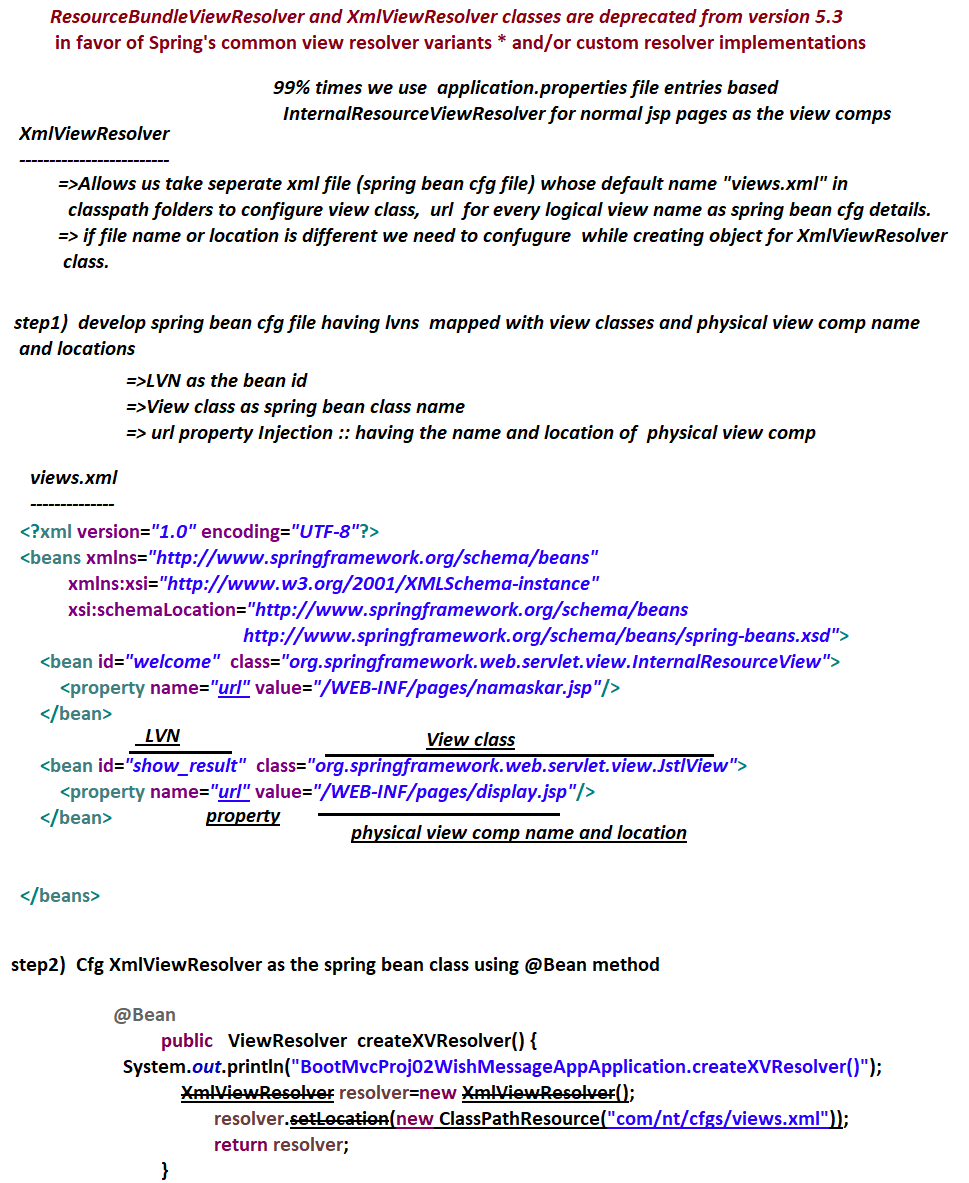 ResourceBundleViewResolver and XmlViewResolver classes are deprecated from version 5.3
in favor of Spring's common view resolver variants * and/or custom resolver implementations
99% times we use application.properties file entries based
InternalResourceViewResolver for normal jsp pages as the view comps
XmlViewResolver
-------------------------
=>Allows us take seperate xml file (spring bean cfg file) whose default name "views.xml" in
classpath folders to configure view class, url for every logical view name as spring bean cfg details.
=> if file name or location is different we need to confugure while creating object for XmlViewResolver
class.
step1) develop spring bean cfg file having lvns mapped with view classes and physical view comp name
and locations
=>LVN as the bean id
=>View class as spring bean class name
=> url property Injection :: having the name and location of physical view comp
views.xml
--------------
<?xml version="1.0" encoding="UTF-8"?>
<beans xmlns="http://www.springframework.org/schema/beans"
xmlns:xsi="http://www.w3.org/2001/XMLSchema-instance"
xsi:schemaLocation="http://www.springframework.org/schema/beans
http://www.springframework.org/schema/beans/spring-beans.xsd">
<bean id="welcome" class="org.springframework.web.servlet.view.InternalResourceView">
<property name="url" value="/WEB-INF/pages/namaskar.jsp"/>
</bean>
LVN View class
<bean id="show_result" class="org.springframework.web.servlet.view.JstlView">
<property name="url" value="/WEB-INF/pages/display.jsp"/>
</bean> property
physical view comp name and location
</beans>
step2) Cfg XmlViewResolver as the spring bean class using @Bean method
@Bean
public ViewResolver createXVResolver() {
System.out.println("BootMvcProj02WishMessageAppApplication.createXVResolver()");
XmlViewResolver resolver=new XmlViewResolver();
resolver.setLocation(new ClassPathResource("com/nt/cfgs/views.xml"));
return resolver;
}